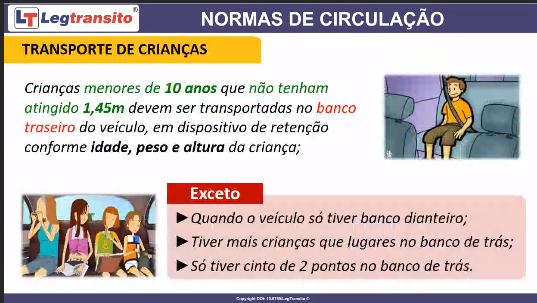 LT Legtransito®
NORMAS DE CIRCULAÇÃO
TRANSPORTE DE CRIANÇAS
Crianças menores de 10 anos que não tenham
atingido 1,45m devem ser transportadas no banco
traseiro do veículo, em dispositivo de retenção
conforme idade, peso e altura da criança;
Exceto
►Quando o veículo só tiver banco dianteiro;
►Tiver mais crianças que lugares no banco de trás;
►Só tiver cinto de 2 pontos no banco de trás.